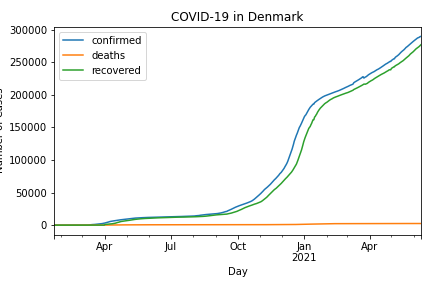 COVID-19 in Denmark
confirmed
deaths
recovered
300000
250000
200000
150000
100000
50000
0
Apr Jul Oct Jan Apr
2021
Day